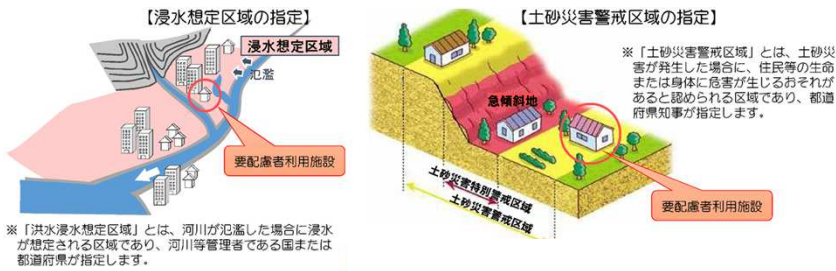 【浸水想定区域の指定】
浸水想定区域
氾濫
要配慮者利用施設
※「洪水浸水想定区域」とは、河川が氾濫した場合に浸水
が想定される区域であり、河川等管理者である国または
都道府県が指定します。
【土砂災害警戒区域の指定】
※「土砂災害警戒区域」とは、土砂災
害が発生した場合に、住民等の生命
または身体に危害が生じるおそれが
あると認められる区域であり、都道
府県知事が指定します。
急傾斜地
土砂災害特別警戒区域
土砂災害警戒区域
要配慮者利用施設